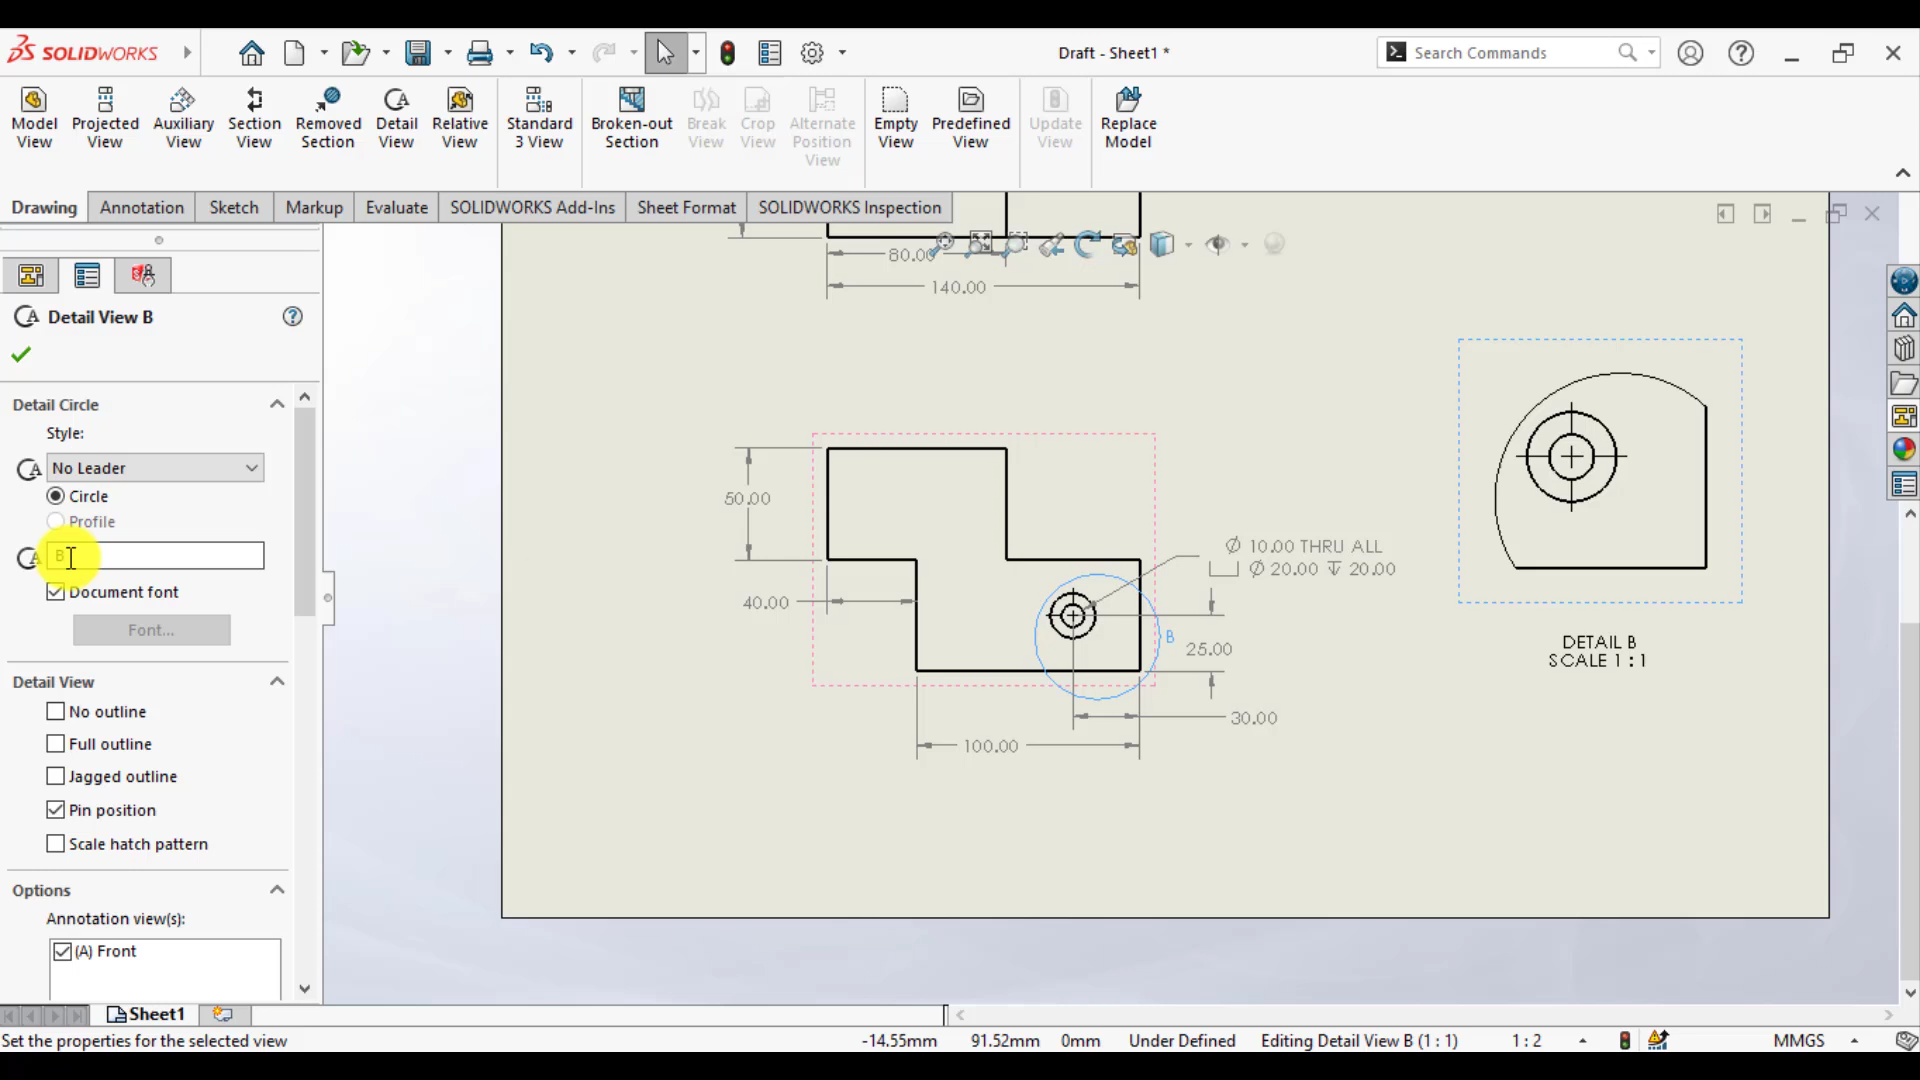 SOLIDWORKS
Draft - Sheet1 *
Search Commands
Model View
Projected View
Auxiliary View
Section View
Removed Section
Detail View
Relative View
Standard 3 View
Broken-out Section
Break View
Crop View
Alternate Position View
Empty View
Predefined View
Update View
Replace Model
Drawing
Annotation
Sketch
Markup
Evaluate
SOLIDWORKS Add-Ins
Sheet Format
SOLIDWORKS Inspection
Detail View B
Detail Circle
Style:
No Leader
Circle
Profile
B
Document font
Font...
Detail View
No outline
Full outline
Jagged outline
Pin position
Scale hatch pattern
Options
Annotation view(s):
(A) Front
80.00
140.00
50.00
40.00
Ø 10.00 THRU ALL
⌴ Ø 20.00 ↧ 20.00
B
25.00
30.00
100.00
DETAIL B
SCALE 1 : 1
Sheet1
Set the properties for the selected view
-14.55mm
91.52mm
0mm
Under Defined
Editing Detail View B (1 : 1)
1 : 2
MMGS